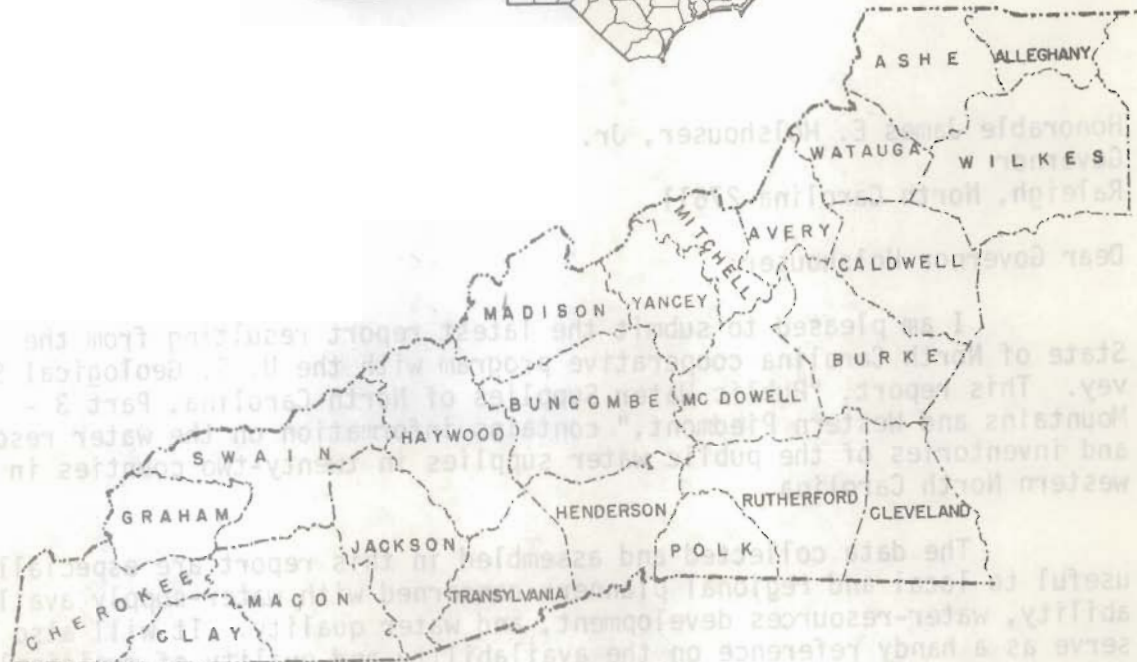 ASHE
ALLEGHANY
Honorable James E. Holshouser, Jr.
Governor
WATAUGA
WILKES
Raleigh, North Carolina 27611
MITCHELL
AVERY
Dear Governor Holshouser:
CALDWELL
YANCEY
MADISON
I am pleased to submit the latest report resulting from the
State of North Carolina cooperative program with the U. S. Geological S
BURKE
vey. This report, "Public Water Supplies of North Carolina, Part 3 -
BUNCOMBE
MC DOWELL
Mountains and Western Piedmont," contains information on the water reso
HAYWOOD
and inventories of the public water supplies in twenty-two counties in
SWAIN
western North Carolina.
RUTHERFORD
GRAHAM
HENDERSON
CLEVELAND
JACKSON
POLK
The data collected and assembled in this report are especiall
useful to local and regional planners concerned with water-supply avail
CHEROKEE
MACON
TRANSYLVANIA
ability, water-resources development, and water quality. It will also
CLAY
serve as a handy reference on the availability and quality of